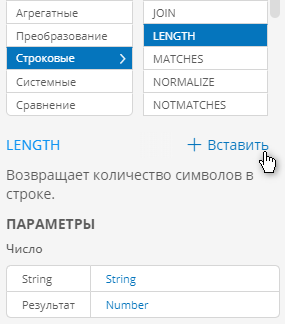 Агрегатные
Преобразование
Строковые
Системные
Сравнение
JOIN
LENGTH
MATCHES
NORMALIZE
NOTMATCHES
LENGTH
+ Вставить
Возвращает количество символов в
строке.
ПАРАМЕТРЫ
Число
String String
Результат Number